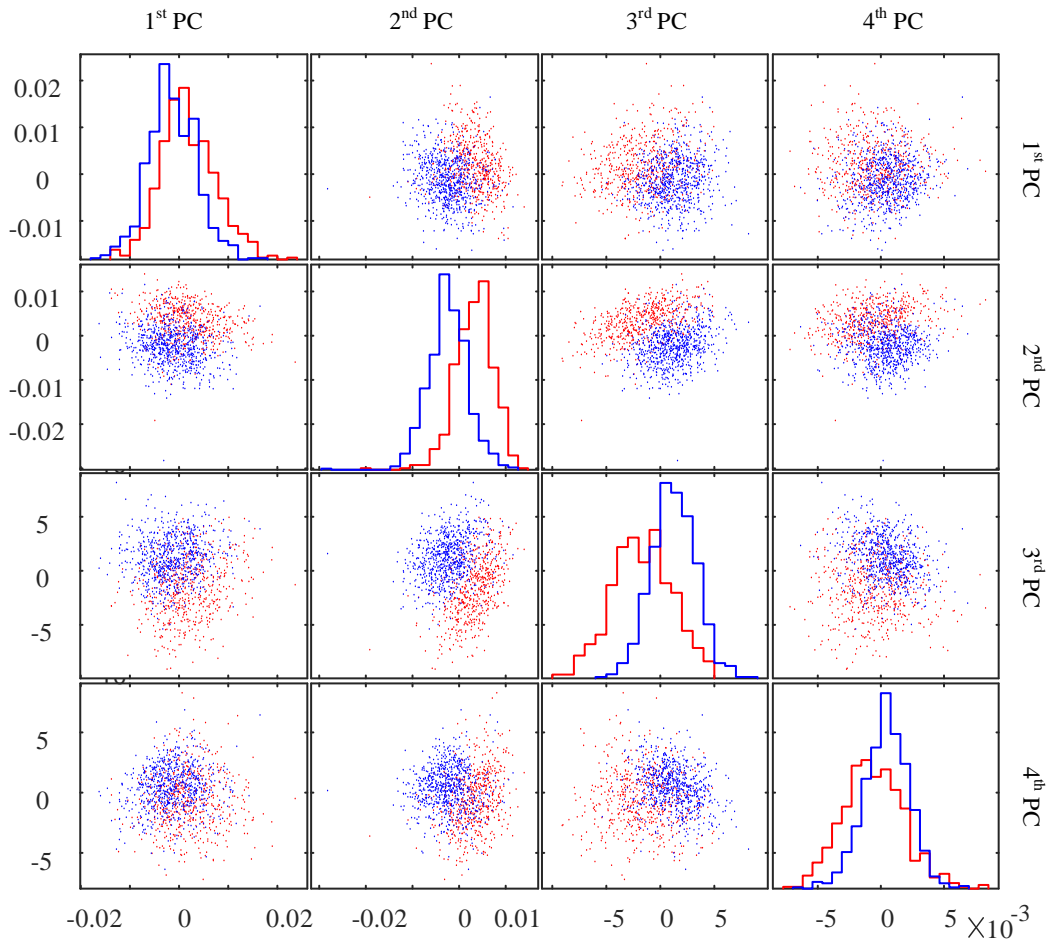 1st PC 2nd PC 3rd PC 4th PC
0.02
0.01
0
-0.01
1st PC
0.01
0
-0.01
-0.02
2nd PC
5
0
-5
3rd PC
5
0
-5
4th PC
-0.02 0 0.02 -0.02 0 0.01 -5 0 5 -5 0 5 ×10-3